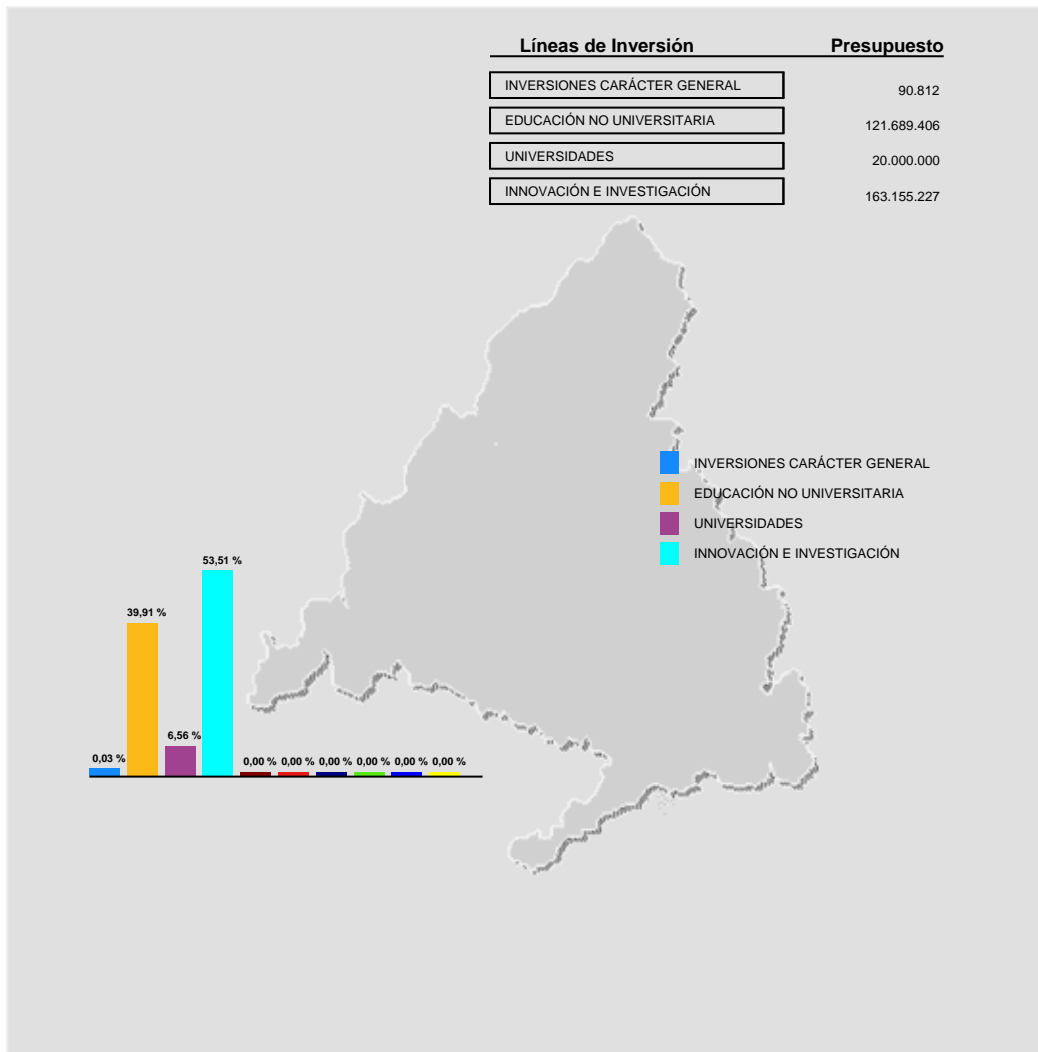 Líneas de Inversión Presupuesto
INVERSIONES CARÁCTER GENERAL 90.812
EDUCACIÓN NO UNIVERSITARIA 121.689.406
UNIVERSIDADES 20.000.000
INNOVACIÓN E INVESTIGACIÓN 163.155.227
INVERSIONES CARÁCTER GENERAL
EDUCACIÓN NO UNIVERSITARIA
UNIVERSIDADES
INNOVACIÓN E INVESTIGACIÓN
53,51 %
39,91 %
6,56 %
0,03 % 0,00 % 0,00 % 0,00 % 0,00 % 0,00 % 0,00 %